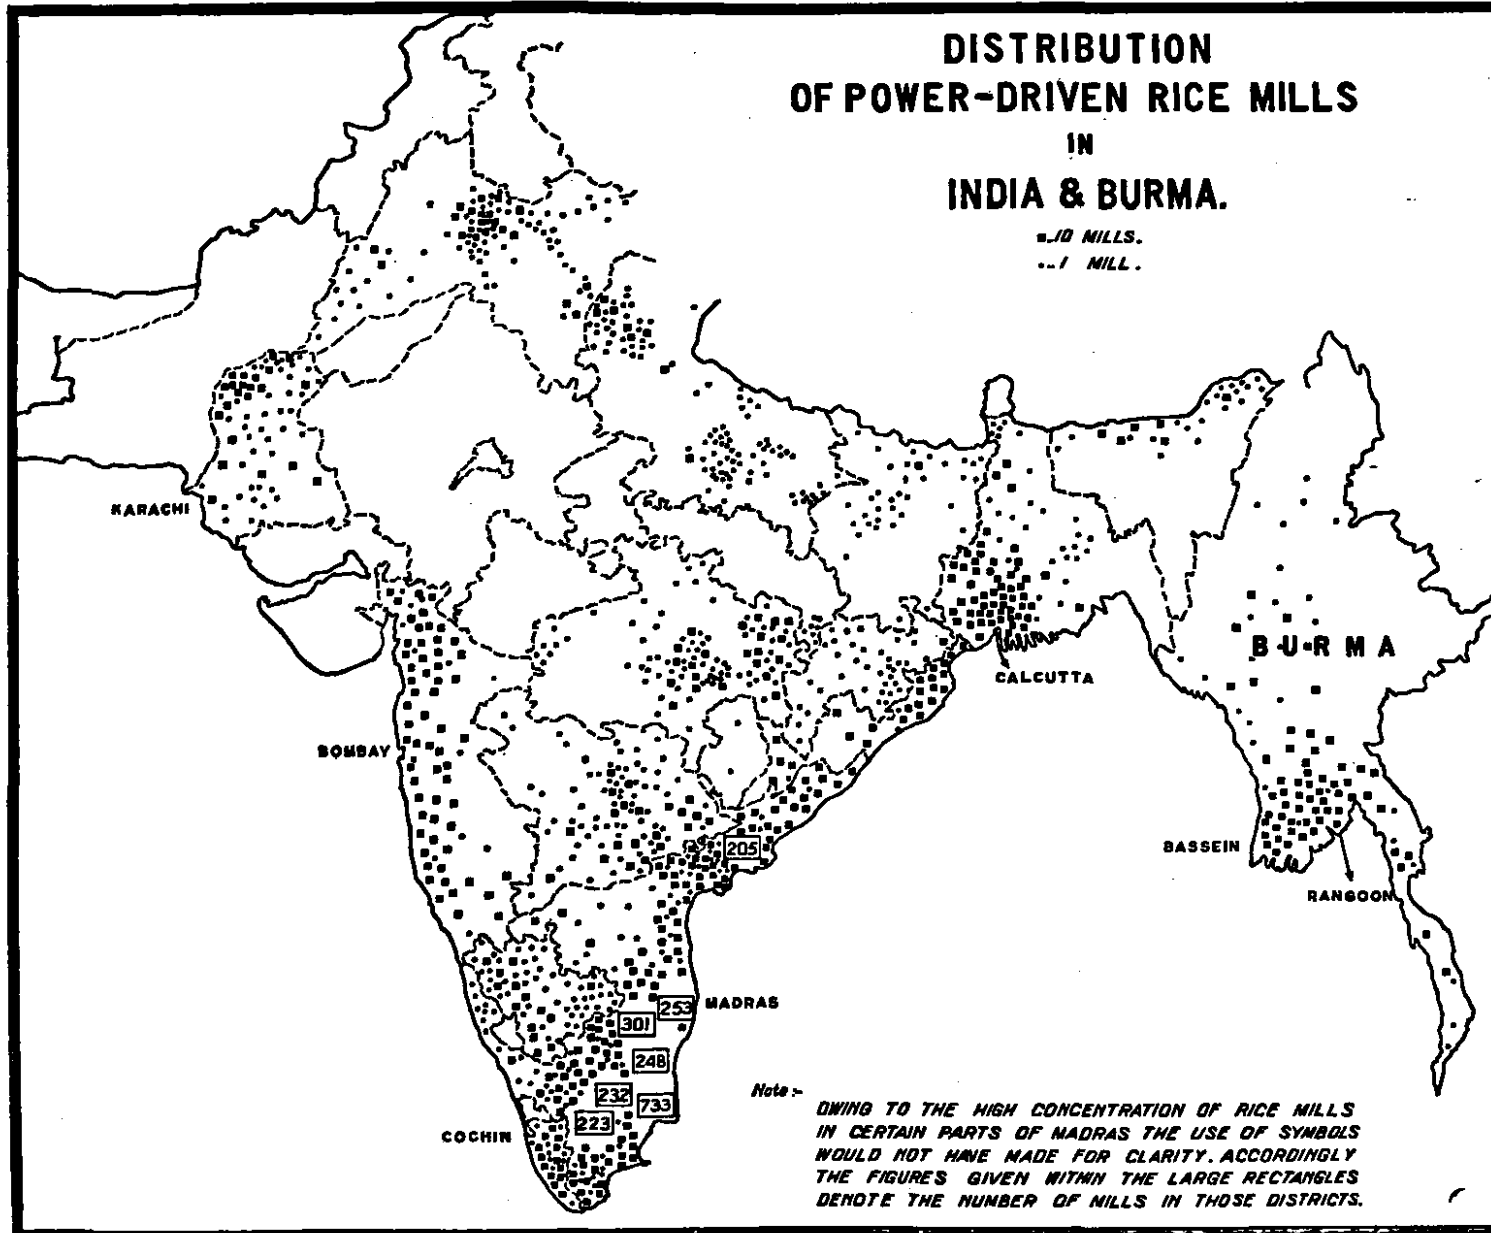 DISTRIBUTION
OF POWER-DRIVEN RICE MILLS
IN
INDIA & BURMA.
■..10 MILLS.
...1 MILL.
KARACHI
CALCUTTA
BURMA
BOMBAY
205
BASSEIN
RANGOON
253
MADRAS
301
248
232
733
223
COCHIN
Note :-
OWING TO THE HIGH CONCENTRATION OF RICE MILLS
IN CERTAIN PARTS OF MADRAS THE USE OF SYMBOLS
WOULD NOT HAVE MADE FOR CLARITY. ACCORDINGLY
THE FIGURES GIVEN WITHIN THE LARGE RECTANGLES
DENOTE THE NUMBER OF MILLS IN THOSE DISTRICTS.